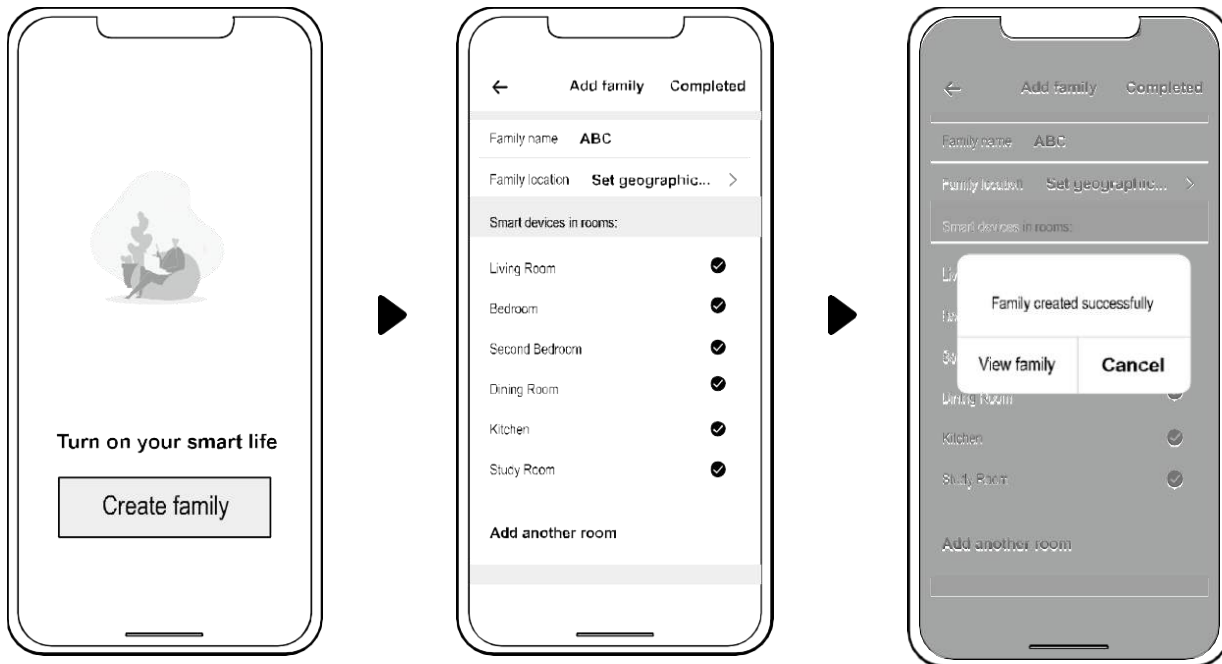 Turn on your smart life
Create family
Add family Completed
Family name ABC
Family location Set geographic... >
Smart devices in rooms:
Living Room
Bedroom
Second Bedroom
Dining Room
Kitchen
Study Room
Add another room
Add family Completed
Family name ABC
Family location Set geographic... >
Smart devices in rooms:
Family created successfully
View family Cancel
Dining Room
Kitchen
Study Room
Add another room